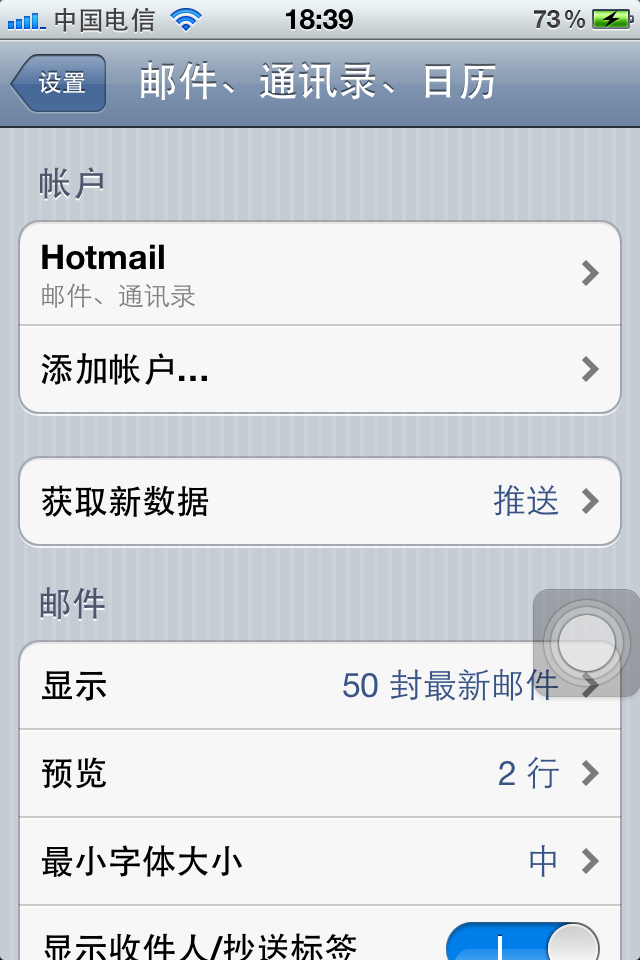 中国电信 18:39 73%
设置 邮件、通讯录、日历
帐户
Hotmail
邮件、通讯录
添加帐户...
获取新数据 推送
邮件
显示 50 封最新邮件
预览 2 行
最小字体大小 中
显示收件人/抄送标签